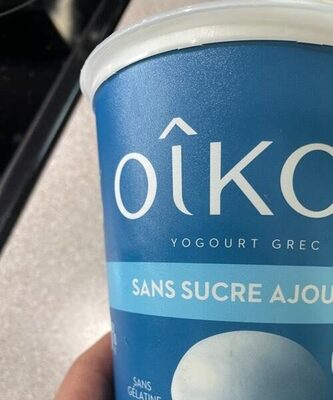 oîko
YOGOURT GREC
SANS SUCRE AJOU
SANS
GÉLATINE